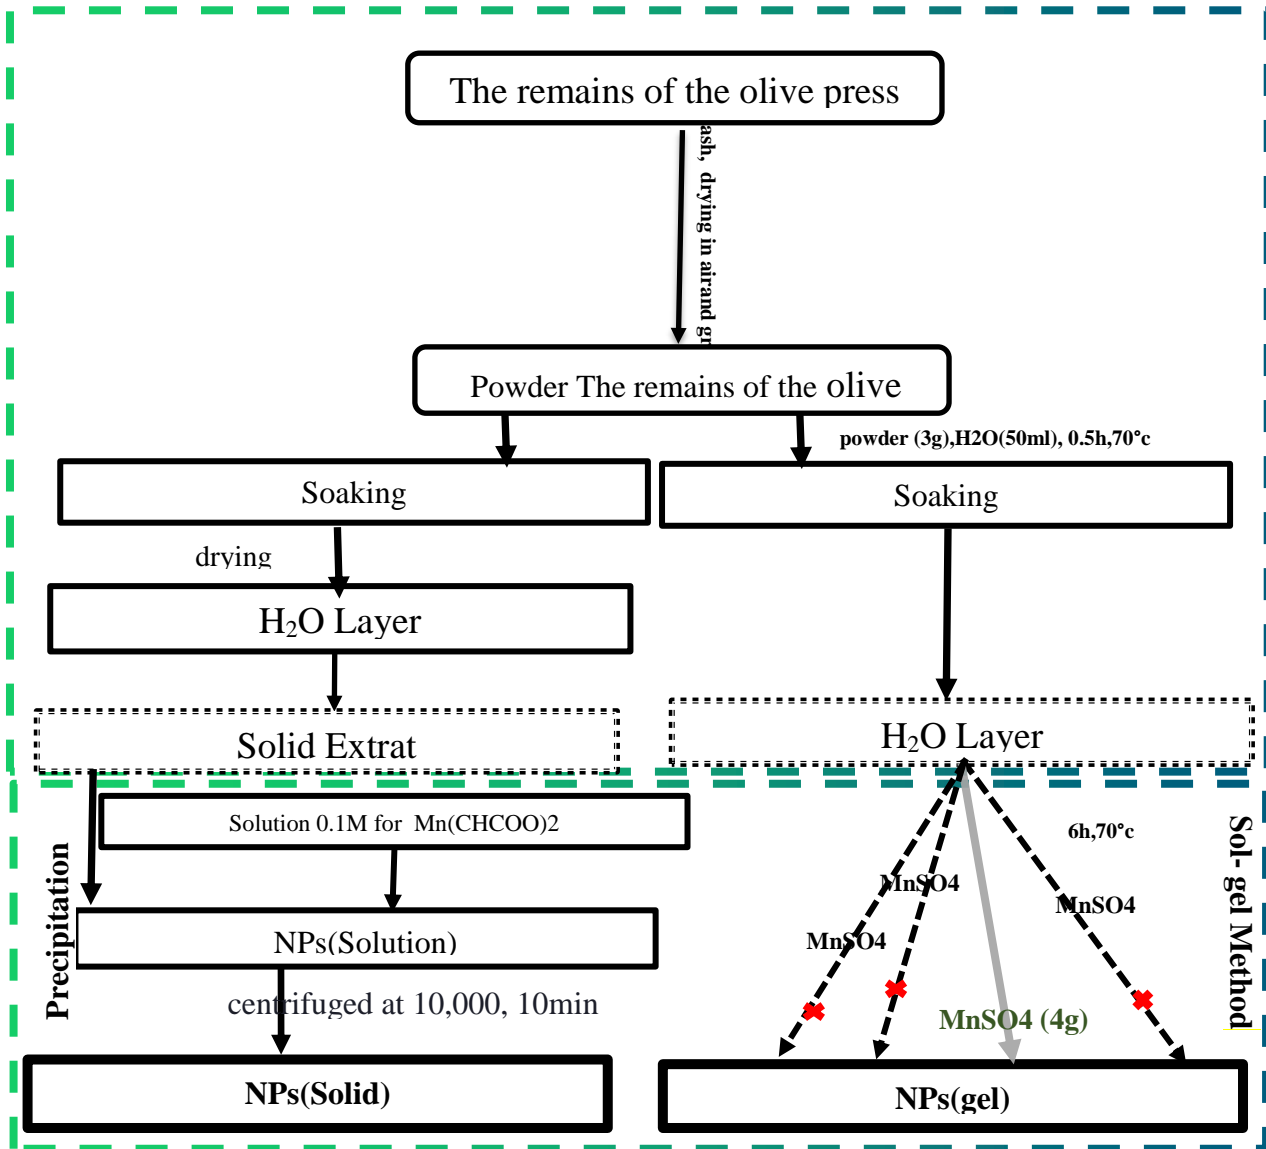 The remains of the olive press
ash, drying in airand gr
Powder The remains of the olive
powder (3g),H2O(50ml), 0.5h,70°c
Soaking
Soaking
drying
H₂O Layer
Solid Extrat
H₂O Layer
Solution 0.1M for Mn(CHCOO)2
6h,70°c
Precipitation
Sol- gel Method
MnSO4
MnSO4
MnSO4
NPs(Solution)
centrifuged at 10,000, 10min
MnSO4 (4g)
NPs(Solid)
NPs(gel)